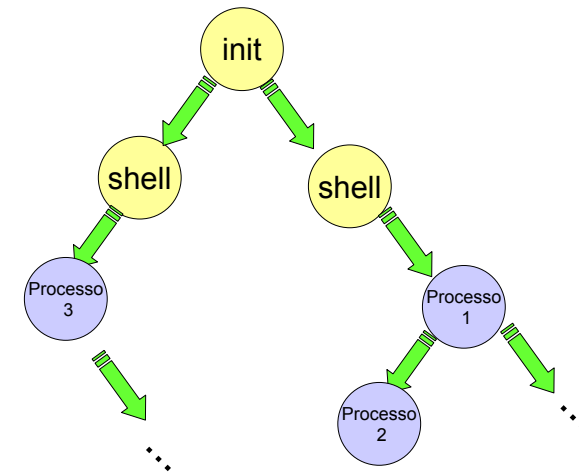 init
shell
shell
Processo
3
Processo
1
Processo
2
...
...